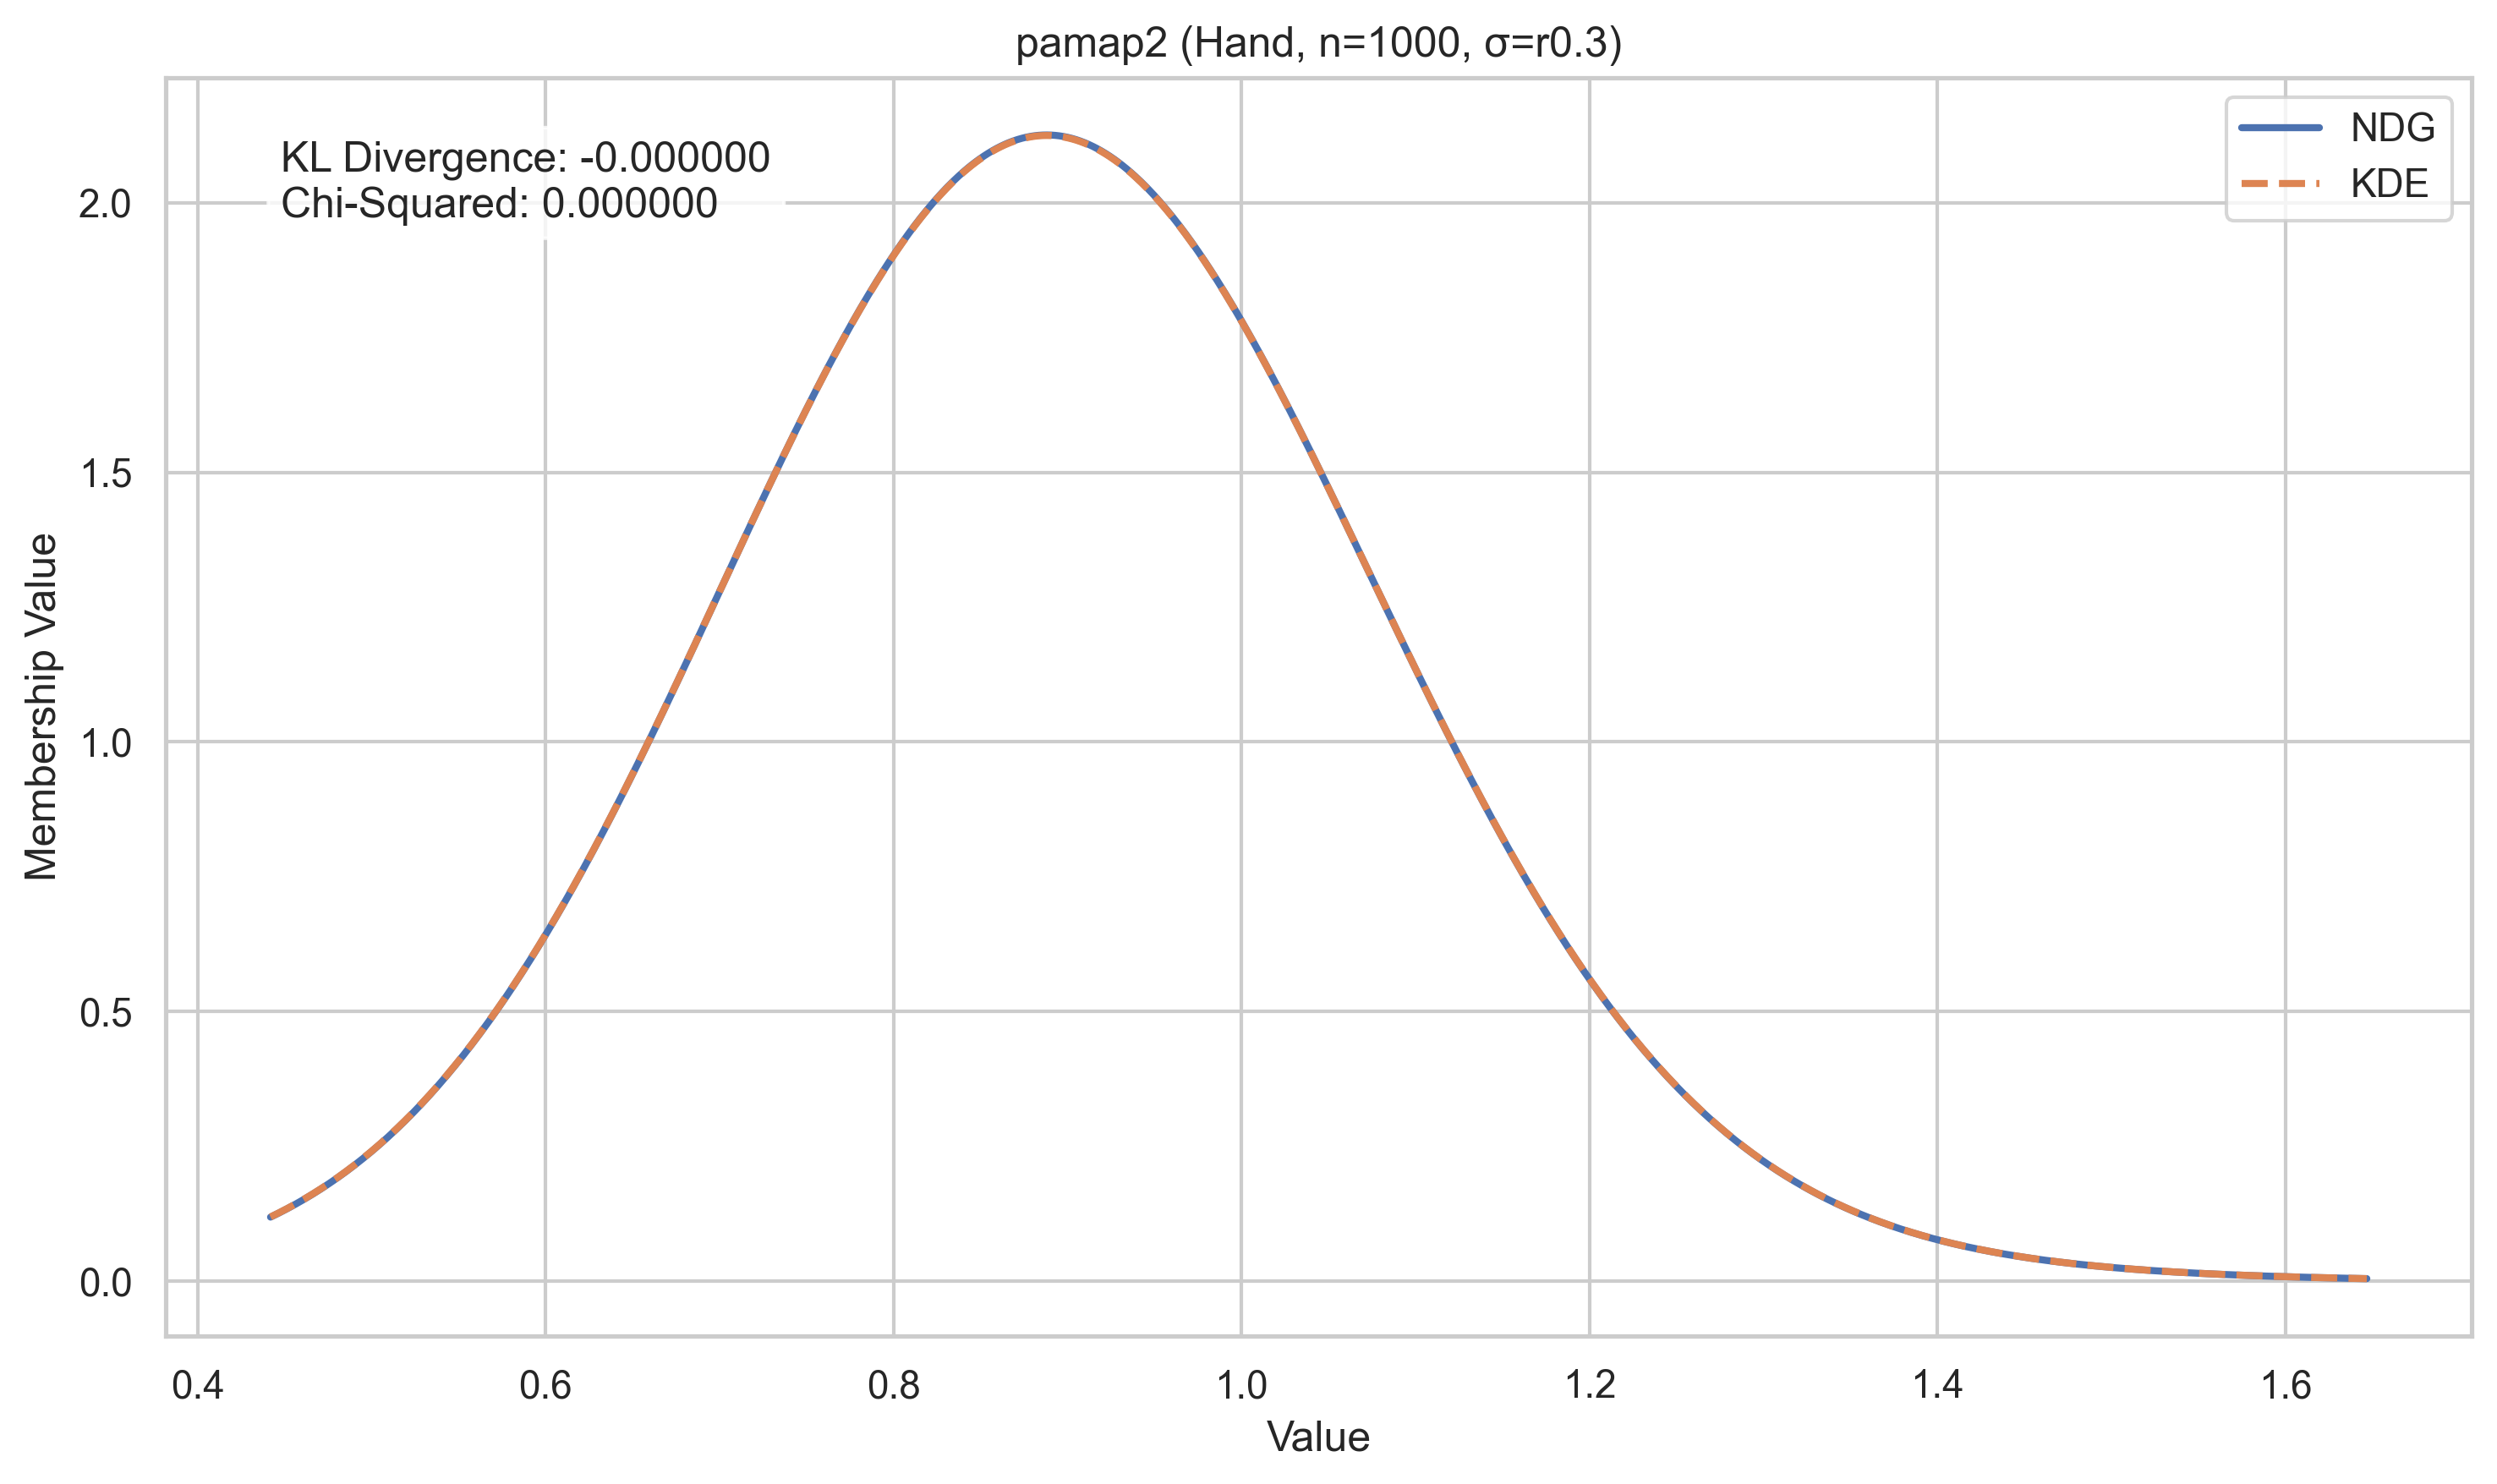 pamap2 (Hand, n=1000, σ=r0.3)
KL Divergence: -0.000000
Chi-Squared: 0.000000
NDG
KDE
Membership Value
2.0
1.5
1.0
0.5
0.0
0.4
0.6
0.8
1.0
1.2
1.4
1.6
Value